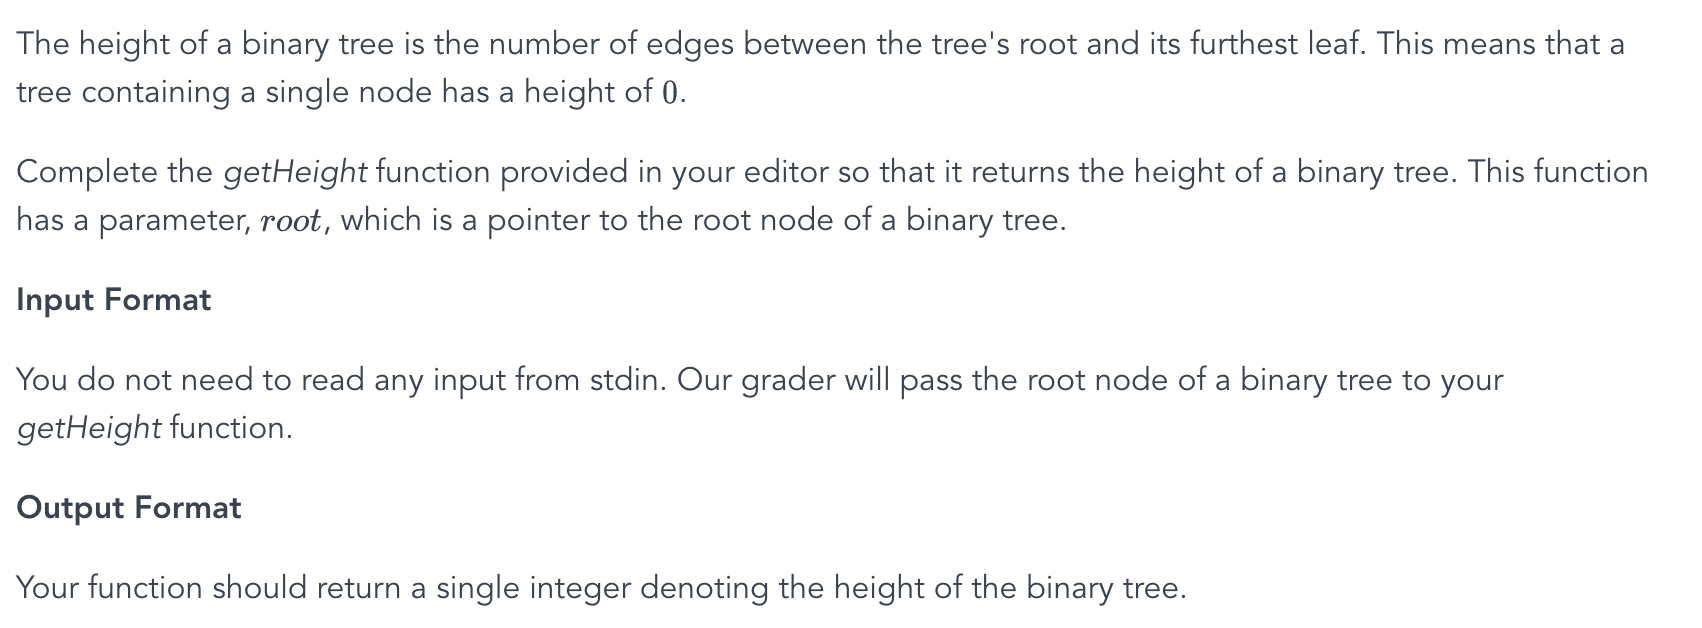 The height of a binary tree is the number of edges between the tree's root and its furthest leaf. This means that a
tree containing a single node has a height of 0.
Complete the getHeight function provided in your editor so that it returns the height of a binary tree. This function
has a parameter, root, which is a pointer to the root node of a binary tree.
Input Format
You do not need to read any input from stdin. Our grader will pass the root node of a binary tree to your
getHeight function.
Output Format
Your function should return a single integer denoting the height of the binary tree.